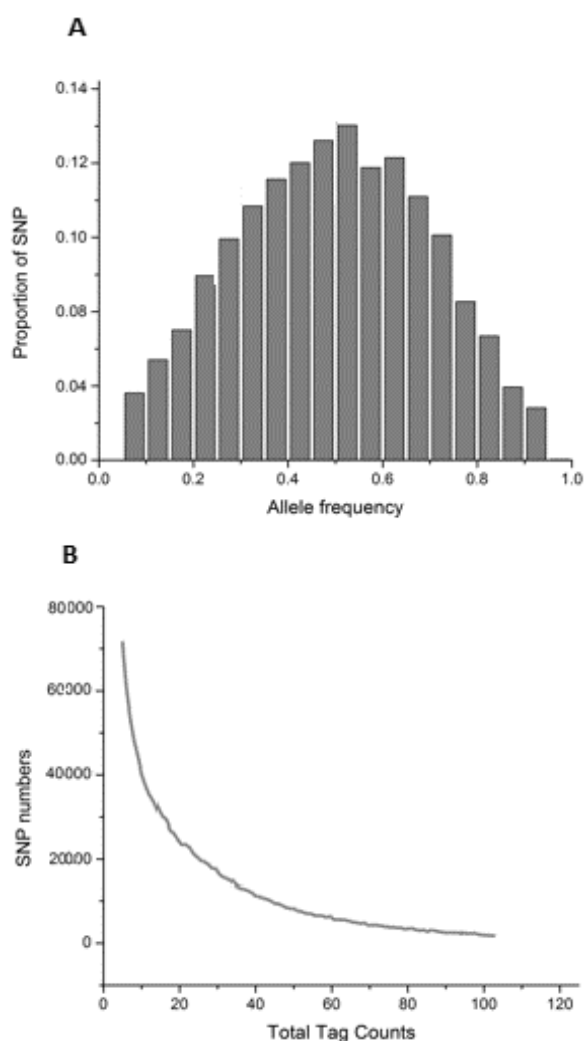 A
0.14
0.12
0.10
0.08
0.04
0.00
Proportion of SNP
0.0 0.2 0.4 0.6 0.8 1.0
Allele frequency
B
80000
60000
40000
20000
0
SNP numbers
0 20 40 60 80 100 120
Total Tag Counts